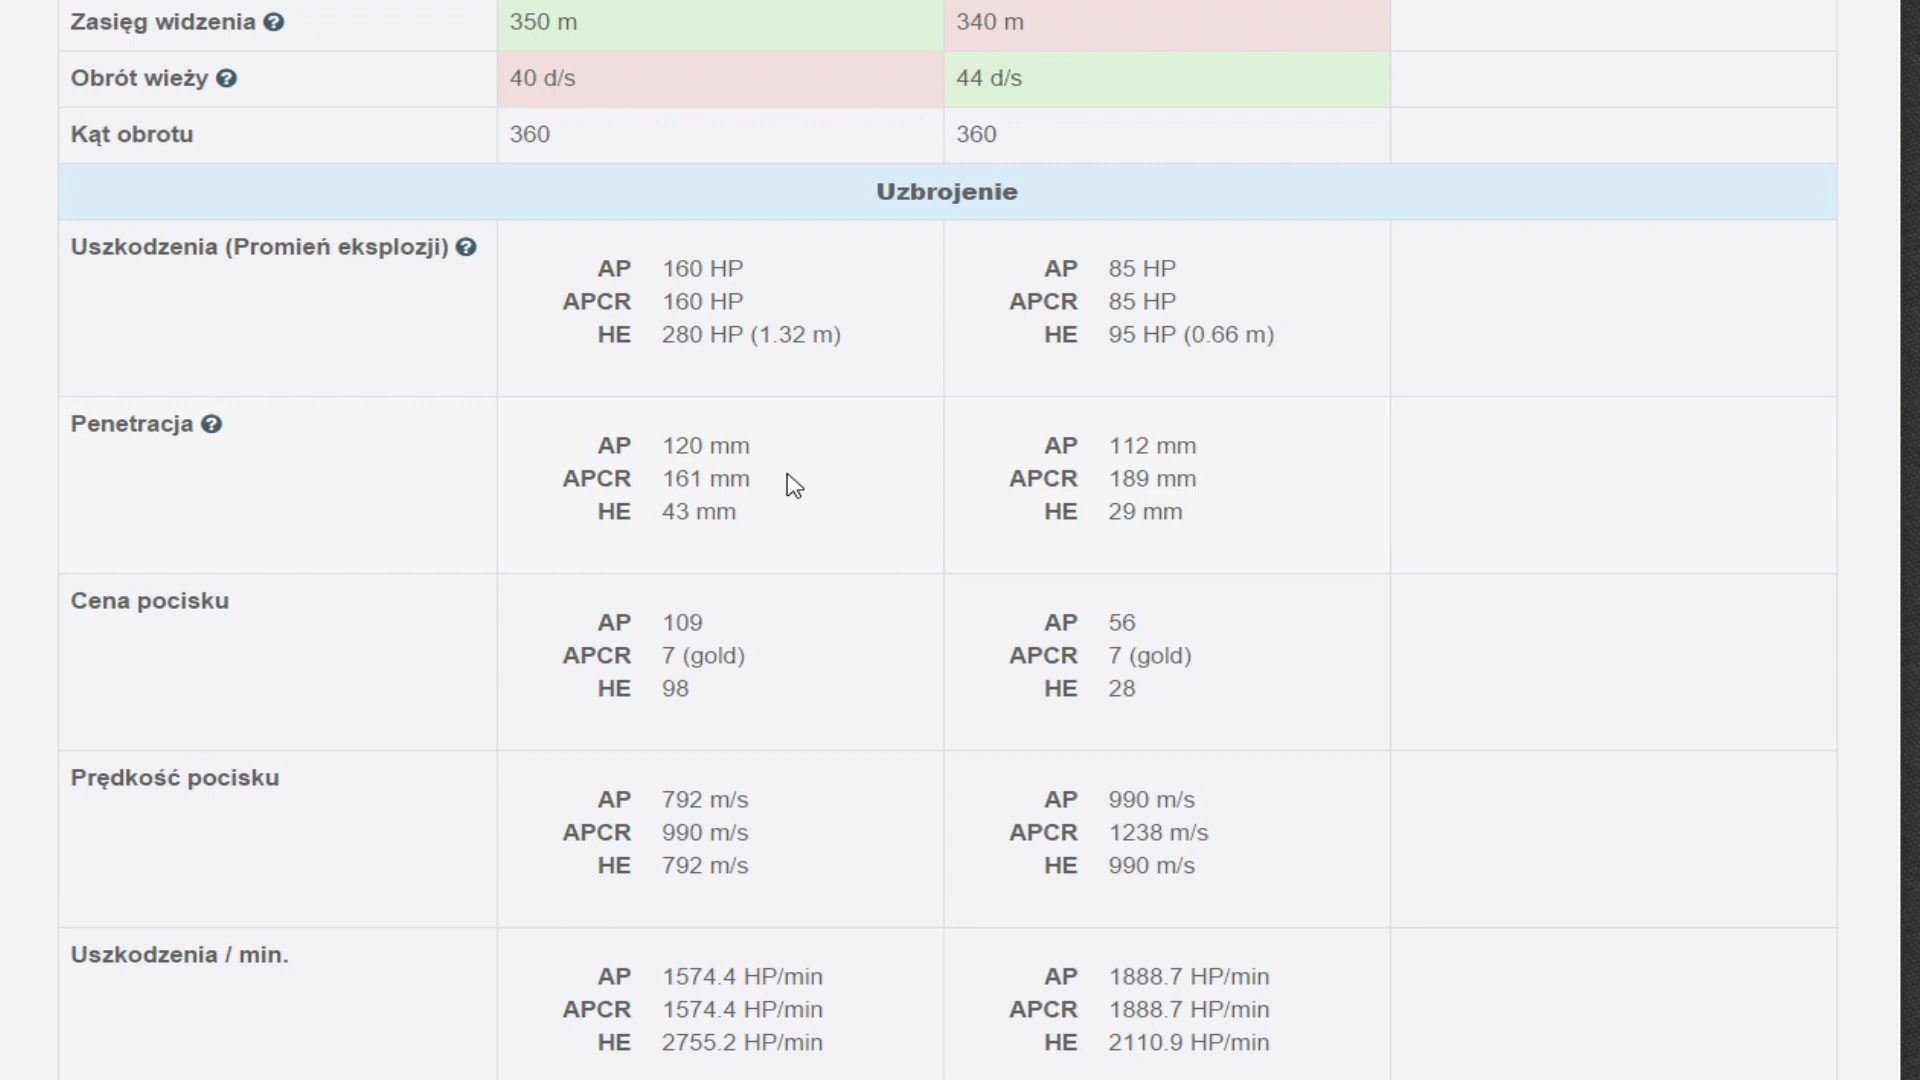 Zasięg widzenia 350 m 340 m
Obrót wieży 40 d/s 44 d/s
Kąt obrotu 360 360
Uzbrojenie
Uszkodzenia (Promień eksplozji)
AP 160 HP AP 85 HP
APCR 160 HP APCR 85 HP
HE 280 HP (1.32 m) HE 95 HP (0.66 m)
Penetracja
AP 120 mm AP 112 mm
APCR 161 mm APCR 189 mm
HE 43 mm HE 29 mm
Cena pocisku
AP 109 AP 56
APCR 7 (gold) APCR 7 (gold)
HE 98 HE 28
Prędkość pocisku
AP 792 m/s AP 990 m/s
APCR 990 m/s APCR 1238 m/s
HE 792 m/s HE 990 m/s
Uszkodzenia / min.
AP 1574.4 HP/min AP 1888.7 HP/min
APCR 1574.4 HP/min APCR 1888.7 HP/min
HE 2755.2 HP/min HE 2110.9 HP/min